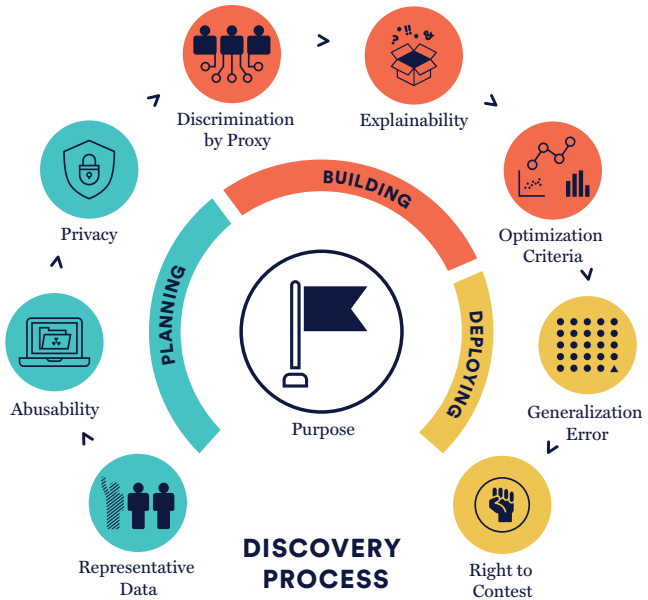 Discrimination
by Proxy
Explainability
Privacy
BUILDING
Optimization
Criteria
PLANNING
DEPLOYING
Abusability
Purpose
Generalization
Error
Representative
Data
DISCOVERY
PROCESS
Right to
Contest
? * !! * &